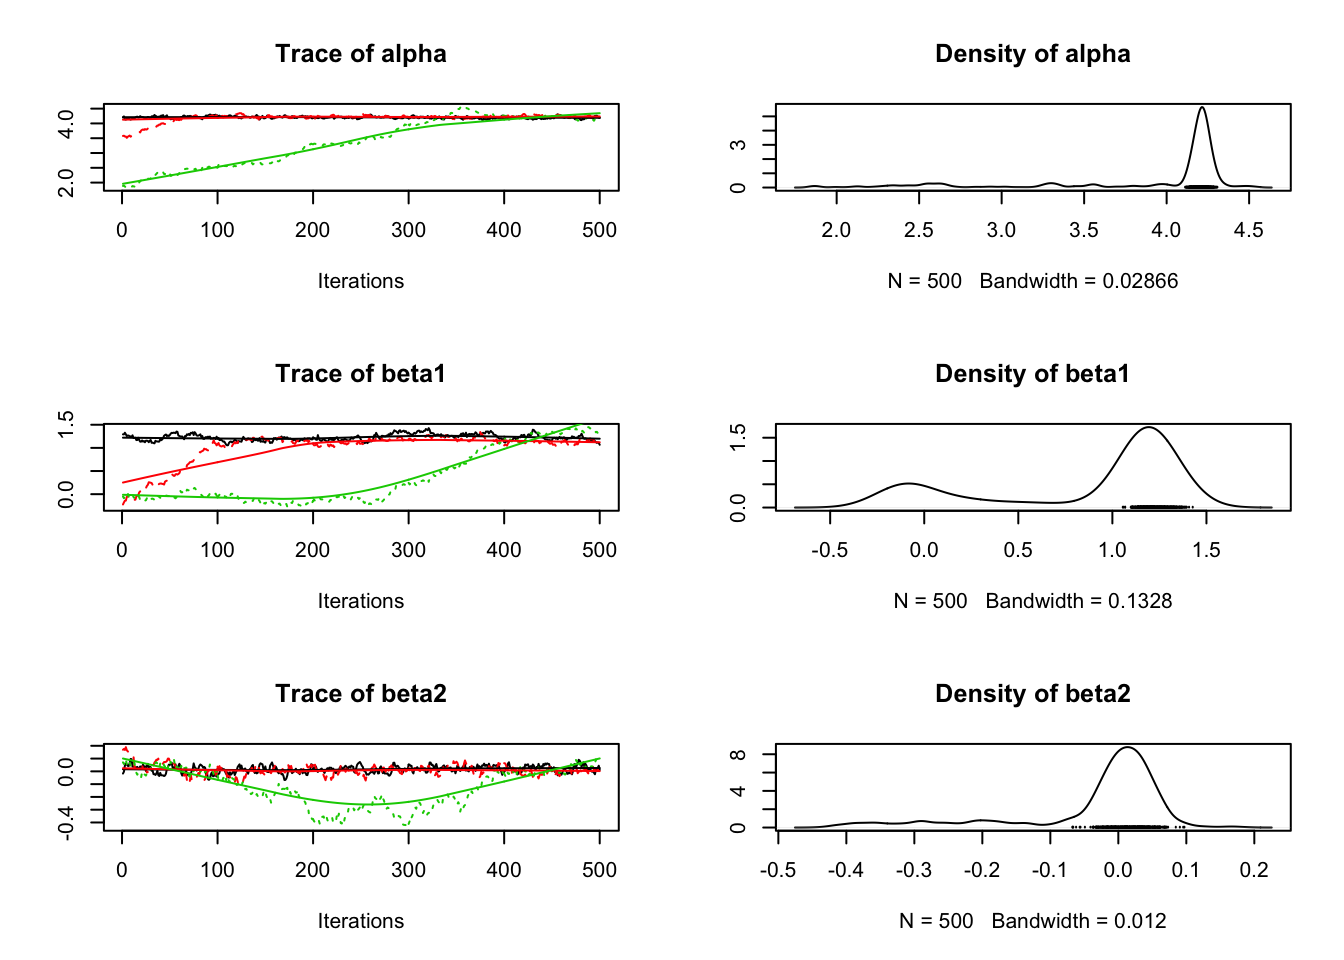 Trace of alpha
4.0
2.0
0 100 200 300 400 500
Iterations
Density of alpha
3
0
2.0 2.5 3.0 3.5 4.0 4.5
N = 500 Bandwidth = 0.02866
Trace of beta1
1.5
0.0
0 100 200 300 400 500
Iterations
Density of beta1
1.5
0.0
-0.5 0.0 0.5 1.0 1.5
N = 500 Bandwidth = 0.1328
Trace of beta2
0.0
-0.4
0 100 200 300 400 500
Iterations
Density of beta2
8
4
0
-0.5 -0.4 -0.3 -0.2 -0.1 0.0 0.1 0.2
N = 500 Bandwidth = 0.012